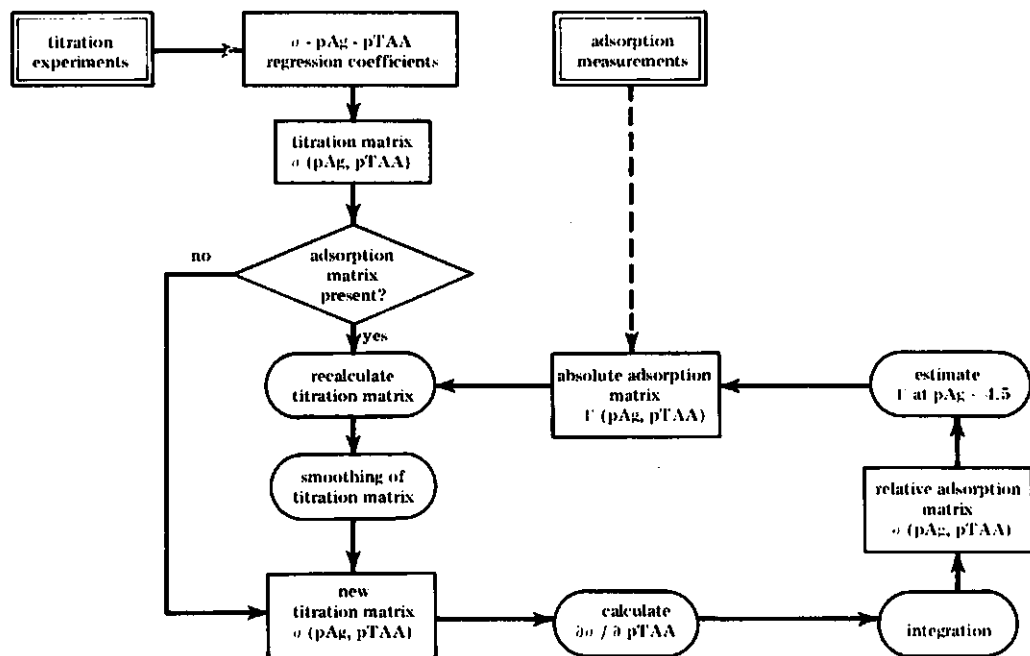 titration
experiments
σ - pAg - pTAA
regression coefficients
adsorption
measurements
titration matrix
σ (pAg, pTAA)
no
adsorption
matrix
present?
yes
recalculate
titration matrix
absolute adsorption
matrix
Γ (pAg, pTAA)
estimate
Γ at pAg - 4.5
smoothing of
titration matrix
relative adsorption
matrix
σ (pAg, pTAA)
new
titration matrix
σ (pAg, pTAA)
calculate
∂σ / ∂ pTAA
integration